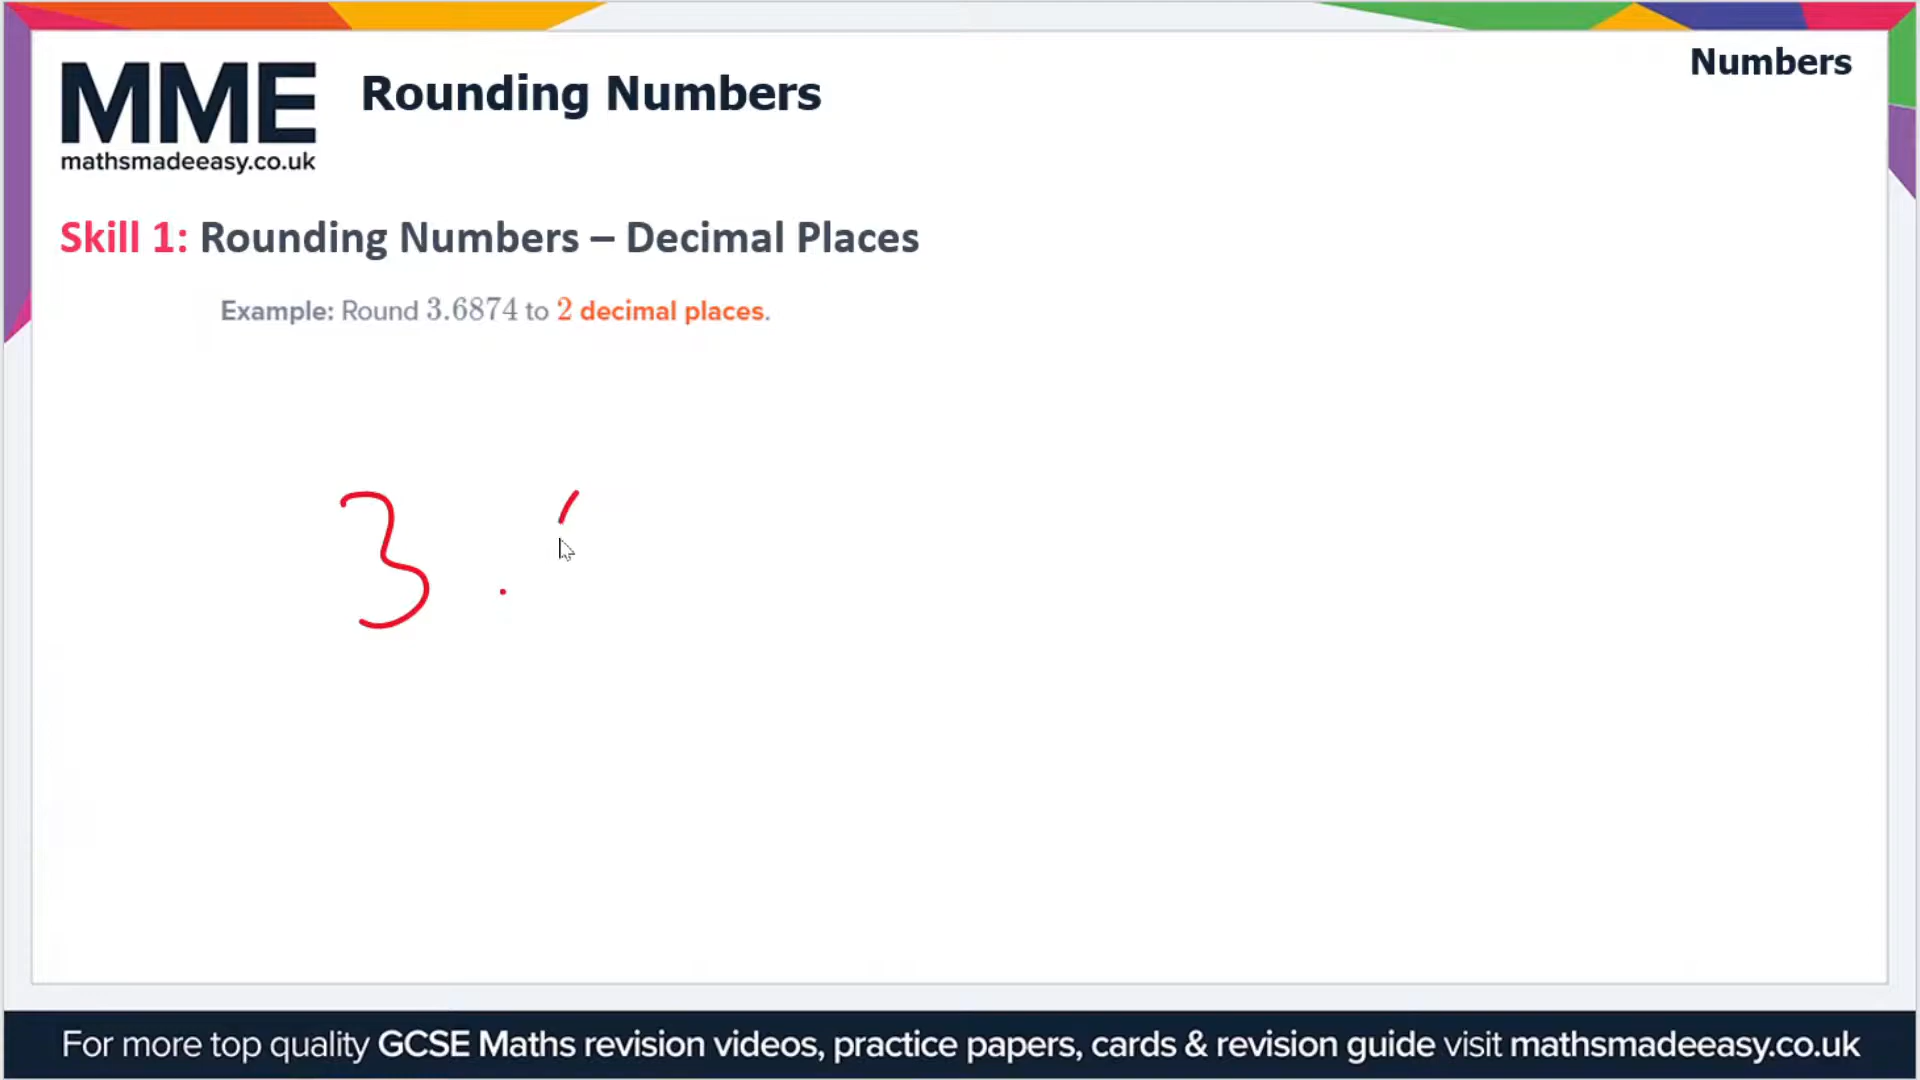 MME
mathsmadeeasy.co.uk
Rounding Numbers
Numbers
Skill 1: Rounding Numbers – Decimal Places
Example: Round 3.6874 to 2 decimal places.
3 .
For more top quality GCSE Maths revision videos, practice papers, cards & revision guide visit mathsmadeeasy.co.uk